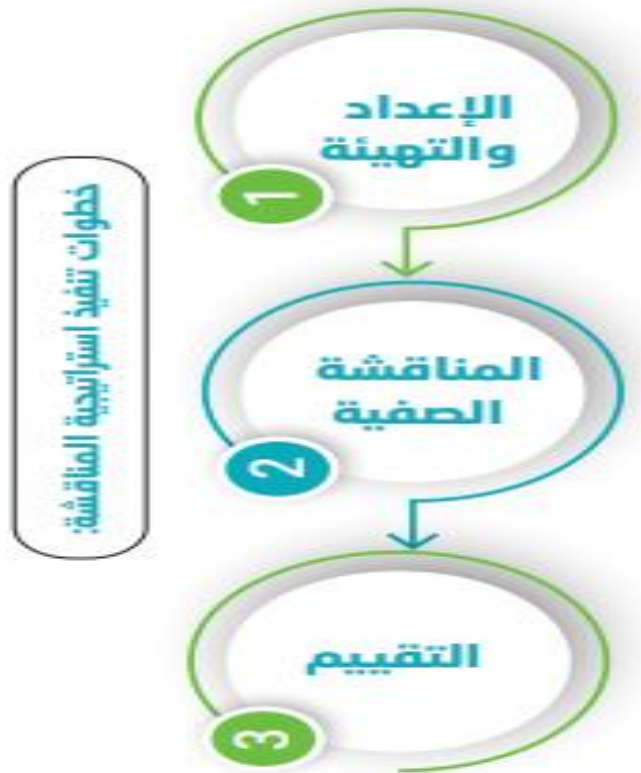 خطوات تنفيذ استراتيجية المناقشة:
الإعداد
والتهيئة
1
المناقشة
الصفية
2
التقييم
3